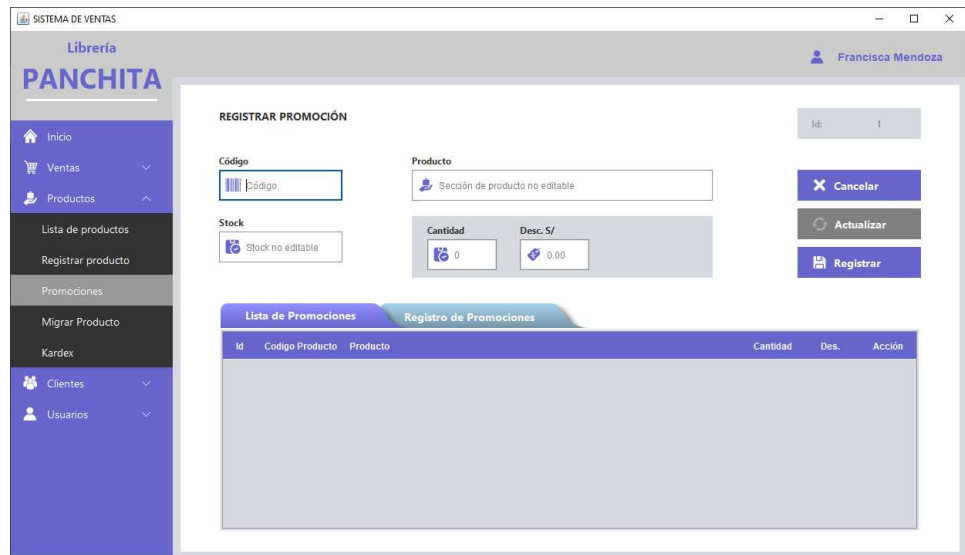 SISTEMA DE VENTAS
Librería
PANCHITA
Francisca Mendoza
Inicio
Ventas
Productos
Lista de productos
Registrar producto
Promociones
Migrar Producto
Kardex
Clientes
Usuarios
REGISTRAR PROMOCIÓN
Id: 1
Código
Código
Producto
Sección de producto no editable
Stock
Stock no editable
Cantidad
0
Desc. S/
0.00
Cancelar
Actualizar
Registrar
Lista de Promociones
Registro de Promociones
Id Codigo Producto Producto Cantidad Des. Acción